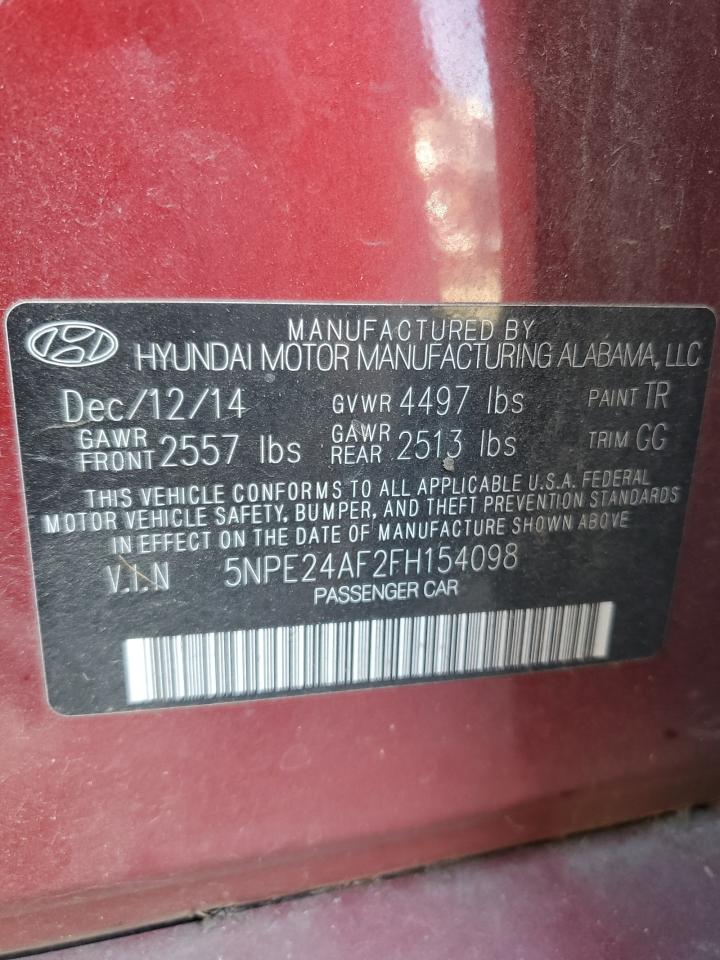 MANUFACTURED BY
HYUNDAI MOTOR MANUFACTURING ALABAMA, LLC
Dec/12/14 GVWR 4497 lbs PAINT TR
GAWR FRONT 2557 lbs GAWR REAR 2513 lbs TRIM GG
THIS VEHICLE CONFORMS TO ALL APPLICABLE U.S.A. FEDERAL
MOTOR VEHICLE SAFETY, BUMPER, AND THEFT PREVENTION STANDARDS
IN EFFECT ON THE DATE OF MANUFACTURE SHOWN ABOVE
V.I.N 5NPE24AF2FH154098
PASSENGER CAR